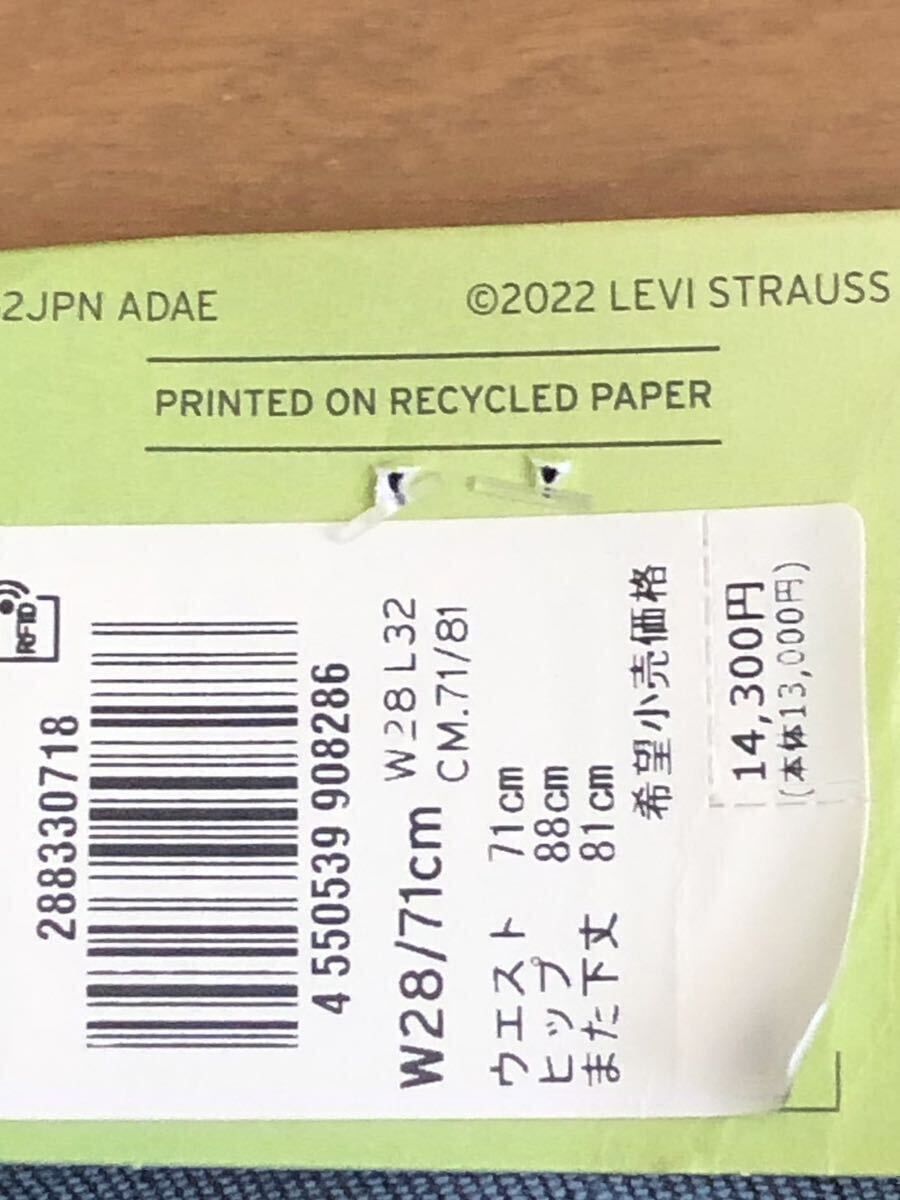 2JPN ADAE
©2022 LEVI STRAUSS
PRINTED ON RECYCLED PAPER
RFID
28830718
4 550539 908286
W28/71cm W28 L32
CM.71/81
ウエスト 71cm
ヒップ 88cm
また下丈 81cm
希望小売価格
14,300円
(本体13,000円)